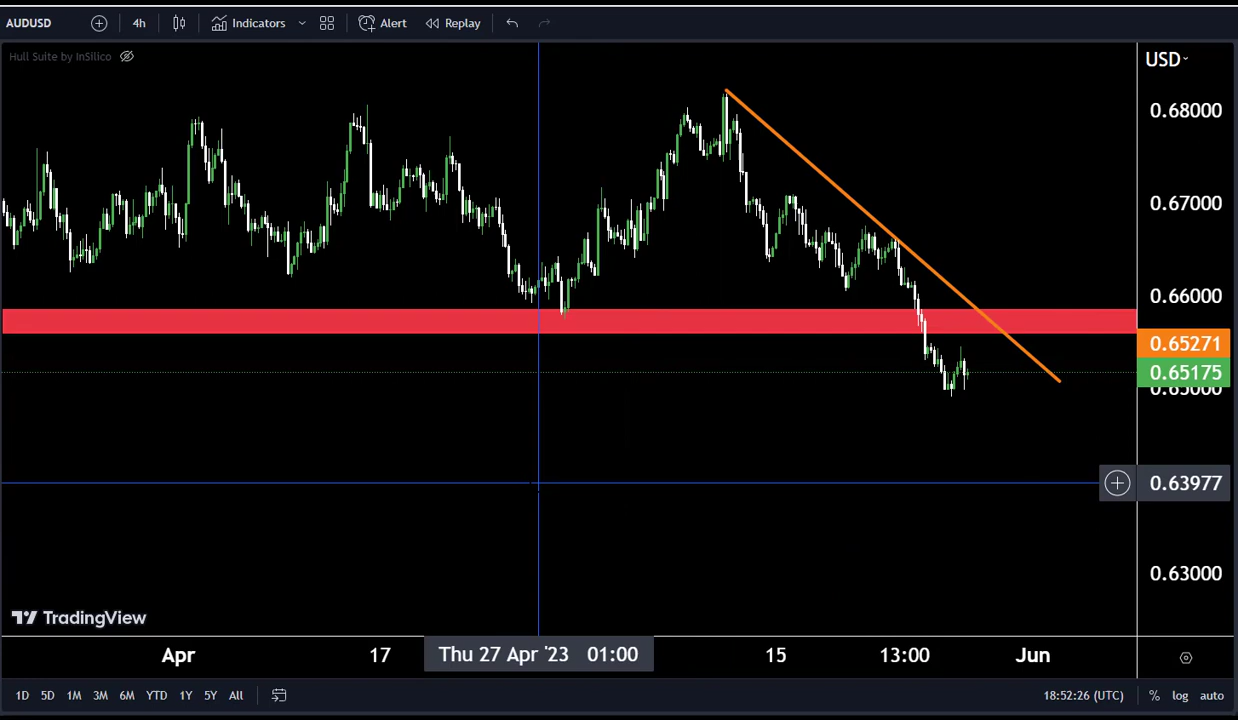 AUDUSD 4h Indicators Alert Replay
Hull Suite by InSilico
USD
0.68000
0.67000
0.66000
0.65271
0.65175
0.65000
0.63977
0.63000
TradingView
Apr 17 Thu 27 Apr '23 01:00 15 13:00 Jun
1D 5D 1M 3M 6M YTD 1Y 5Y All 18:52:26 (UTC) % log auto